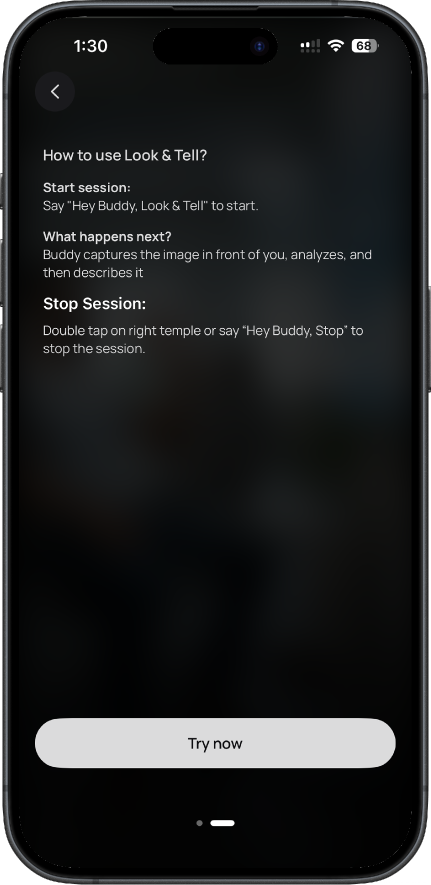 1:30
68
How to use Look & Tell?
Start session:
Say "Hey Buddy, Look & Tell" to start.
What happens next?
Buddy captures the image in front of you, analyzes, and
then describes it
Stop Session:
Double tap on right temple or say “Hey Buddy, Stop” to
stop the session.
Try now